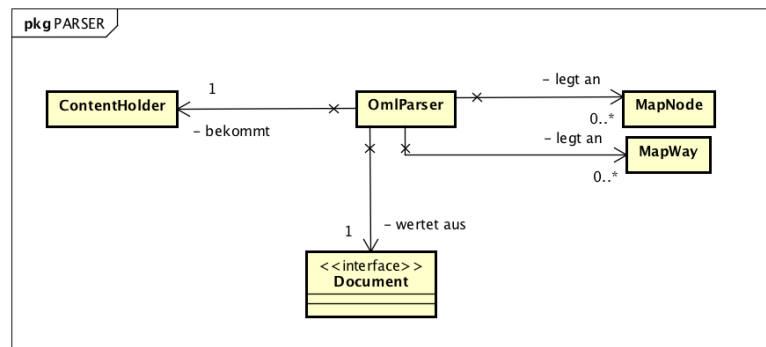 pkg PARSER
– legt an
1
ContentHolder
OmlParser
MapNode
0..*
– bekommt
– legt an
MapWay
0..*
– wertet aus
1
<<interface>>
Document